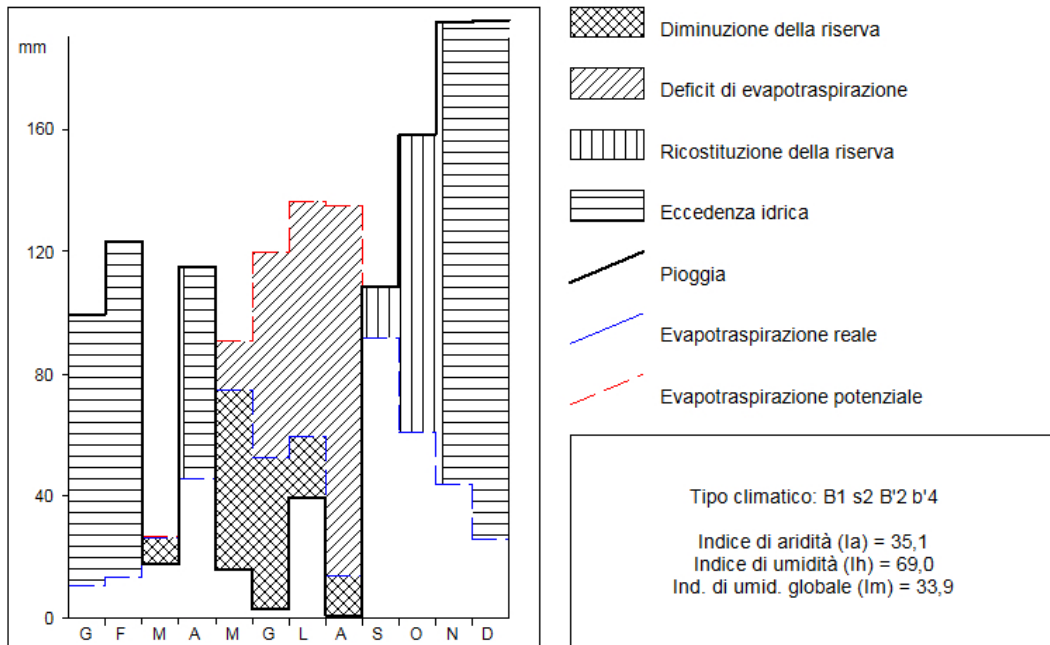 mm
160
120
80
40
0
G F M A M G L A S O N D
Diminuzione della riserva
Deficit di evapotraspirazione
Ricostituzione della riserva
Eccedenza idrica
Pioggia
Evapotraspirazione reale
Evapotraspirazione potenziale
Tipo climatico: B1 s2 B'2 b'4
Indice di aridità (Ia) = 35,1
Indice di umidità (Ih) = 69,0
Ind. di umid. globale (Im) = 33,9